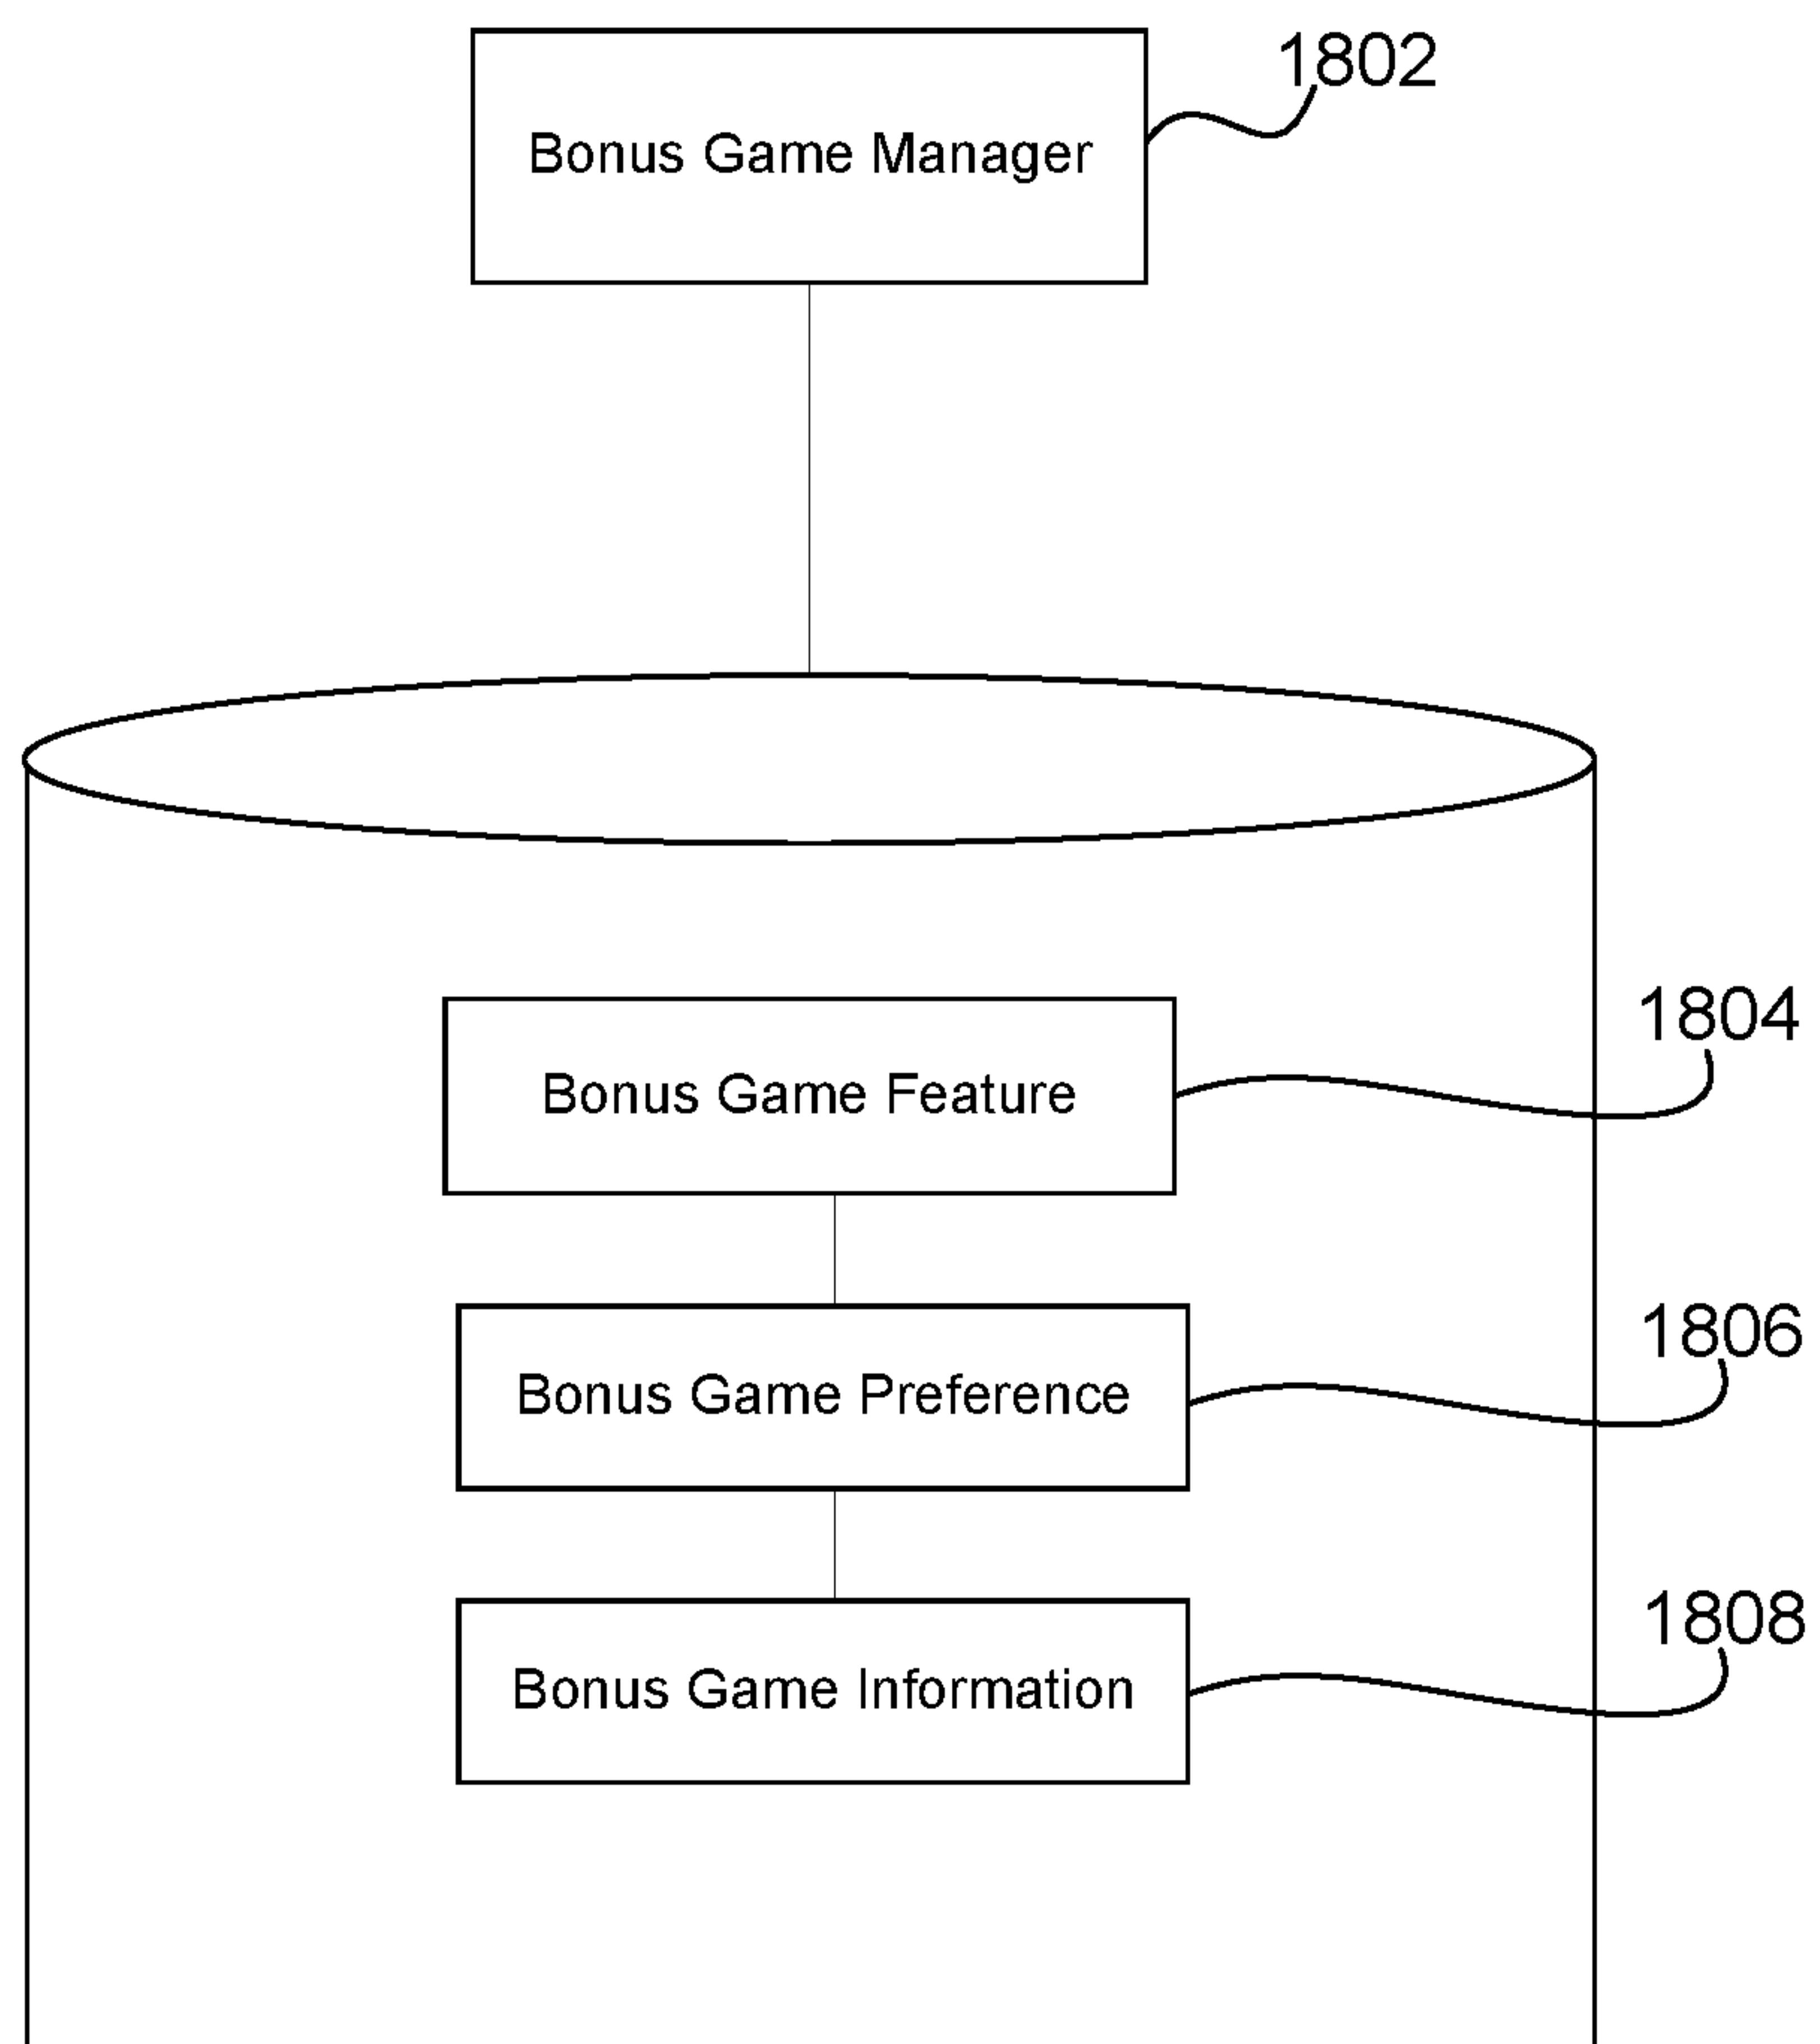 1802
Bonus Game Manager
1804
Bonus Game Feature
1806
Bonus Game Preference
1808
Bonus Game Information